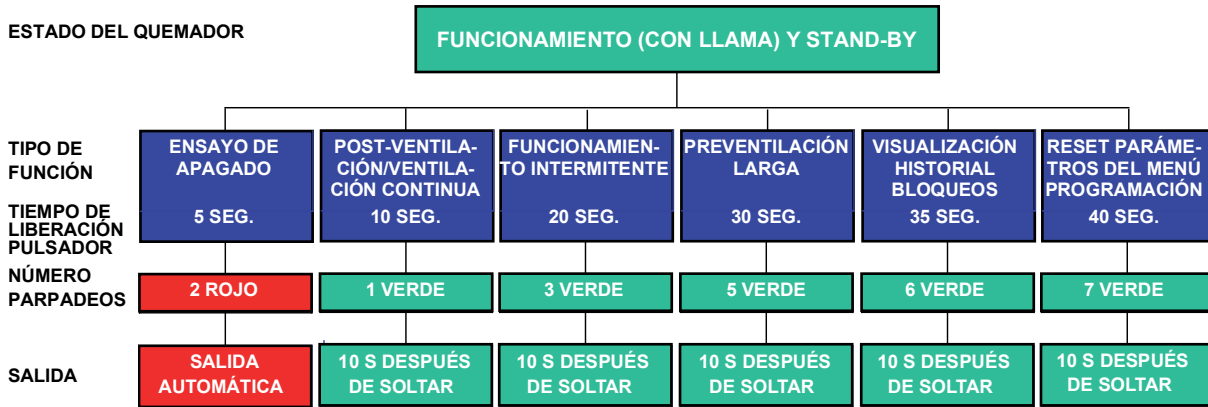 ESTADO DEL QUEMADOR
FUNCIONAMIENTO (CON LLAMA) Y STAND-BY
TIPO DE
FUNCIÓN
ENSAYO DE
APAGADO
POST-VENTILA-
CIÓN/VENTILA-
CIÓN CONTINUA
FUNCIONAMIEN-
TO INTERMITENTE
PREVENTILACIÓN
LARGA
VISUALIZACIÓN
HISTORIAL
BLOQUEOS
RESET PARÁME-
TROS DEL MENÚ
PROGRAMACIÓN
TIEMPO DE
LIBERACIÓN
PULSADOR
5 SEG.
10 SEG.
20 SEG.
30 SEG.
35 SEG.
40 SEG.
NÚMERO
PARPADEOS
2 ROJO
1 VERDE
3 VERDE
5 VERDE
6 VERDE
7 VERDE
SALIDA
SALIDA
AUTOMÁTICA
10 S DESPUÉS
DE SOLTAR
10 S DESPUÉS
DE SOLTAR
10 S DESPUÉS
DE SOLTAR
10 S DESPUÉS
DE SOLTAR
10 S DESPUÉS
DE SOLTAR